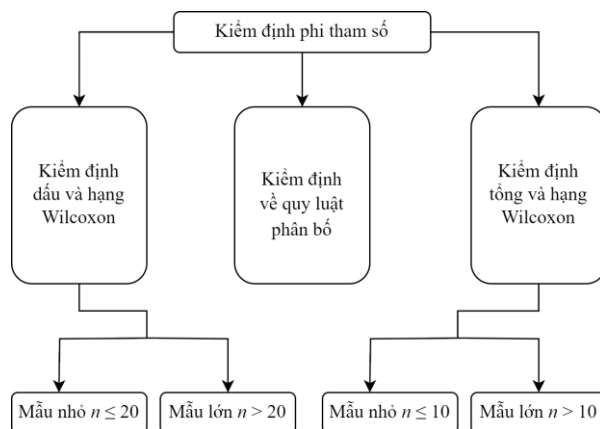 Kiểm định phi tham số
Kiểm định
dấu và hạng
Wilcoxon
Kiểm định
về quy luật
phân bố
Kiểm định
tổng và hạng
Wilcoxon
Mẫu nhỏ n ≤ 20
Mẫu lớn n > 20
Mẫu nhỏ n ≤ 10
Mẫu lớn n > 10